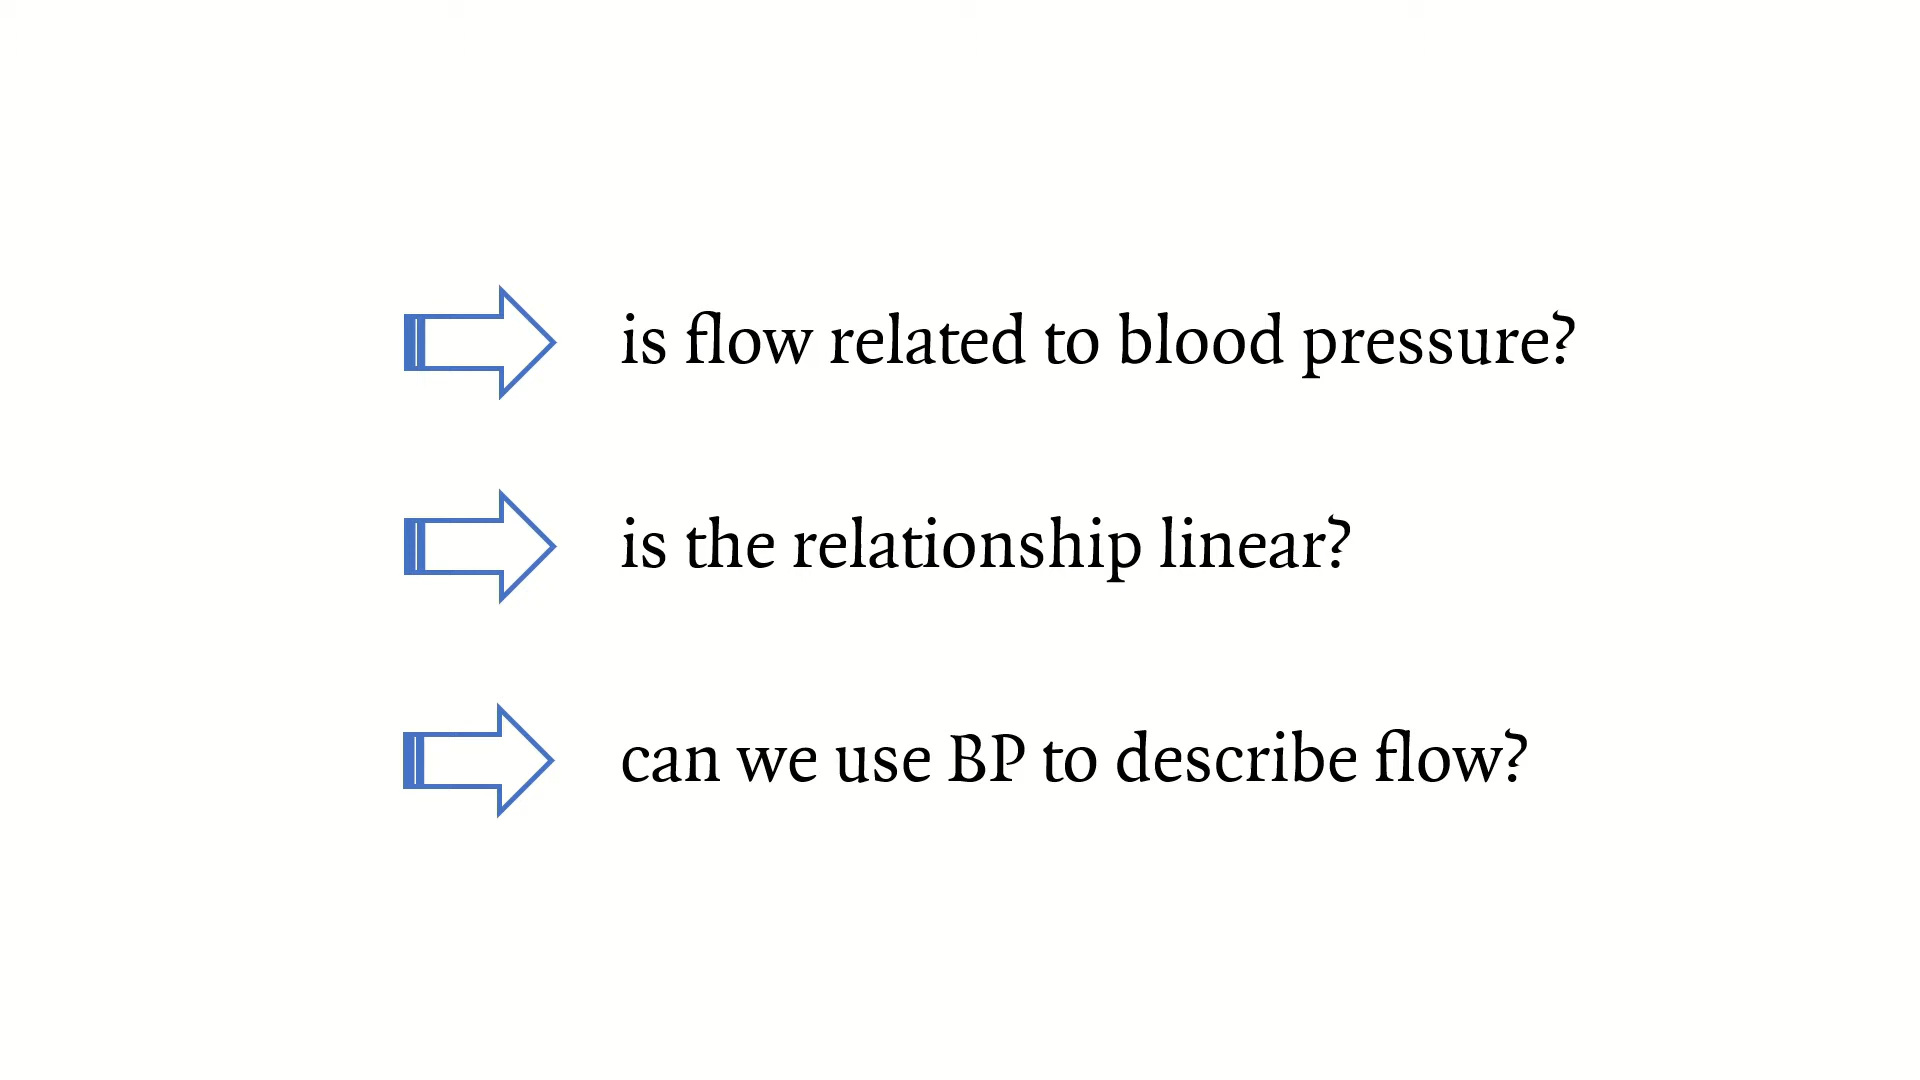 is flow related to blood pressure?
is the relationship linear?
can we use BP to describe flow?